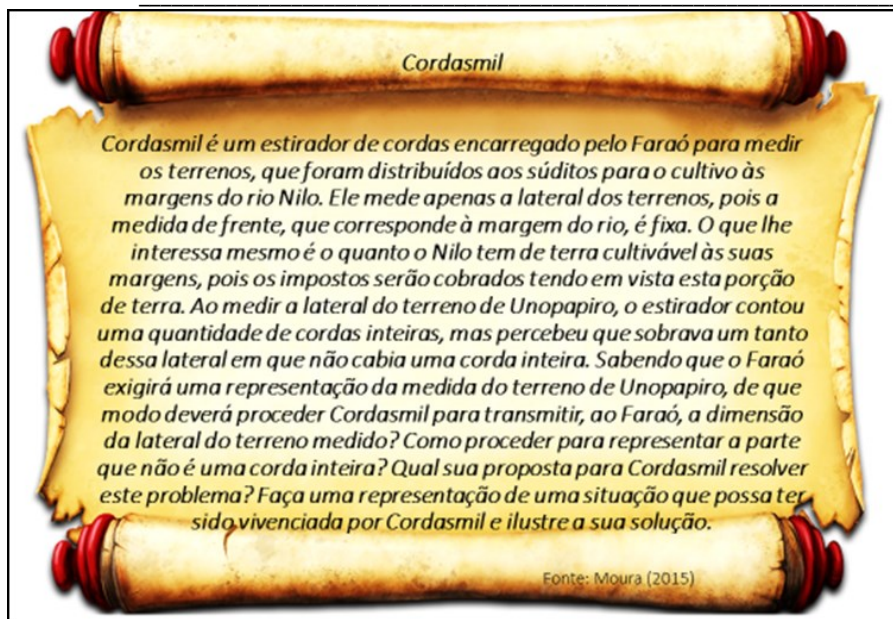 Cordasmil
Cordasmil é um estirador de cordas encarregado pelo Faraó para medir
os terrenos, que foram distribuídos aos súditos para o cultivo às
margens do rio Nilo. Ele mede apenas a lateral dos terrenos, pois a
medida de frente, que corresponde à margem do rio, é fixa. O que lhe
interessa mesmo é o quanto o Nilo tem de terra cultivável às suas
margens, pois os impostos serão cobrados tendo em vista esta porção
de terra. Ao medir a lateral do terreno de Unopapiro, o estirador contou
uma quantidade de cordas inteiras, mas percebeu que sobrava um tanto
dessa lateral em que não cabia uma corda inteira. Sabendo que o Faraó
exigirá uma representação da medida do terreno de Unopapiro, de que
modo deverá proceder Cordasmil para transmitir, ao Faraó, a dimensão
da lateral do terreno medido? Como proceder para representar a parte
que não é uma corda inteira? Qual sua proposta para Cordasmil resolver
este problema? Faça uma representação de uma situação que possa ter
sido vivenciada por Cordasmil e ilustre a sua solução.
Fonte: Moura (2015)